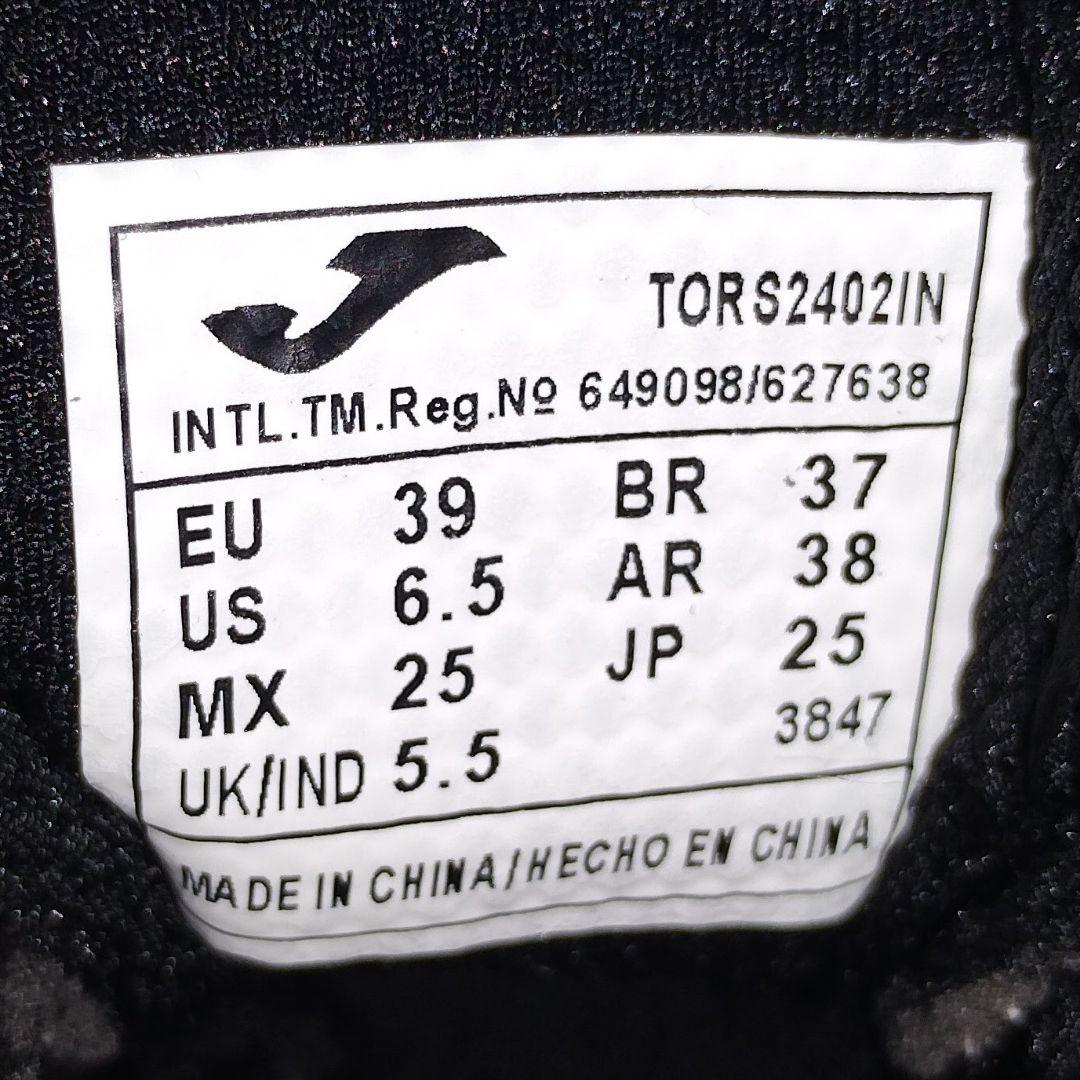 TORS2402IN
INTL.TM.Reg.Nº 649098/627638
EU 39 BR 37
US 6.5 AR 38
MX 25 JP 25
UK/IND 5.5 3847
MADE IN CHINA/HECHO EN CHINA